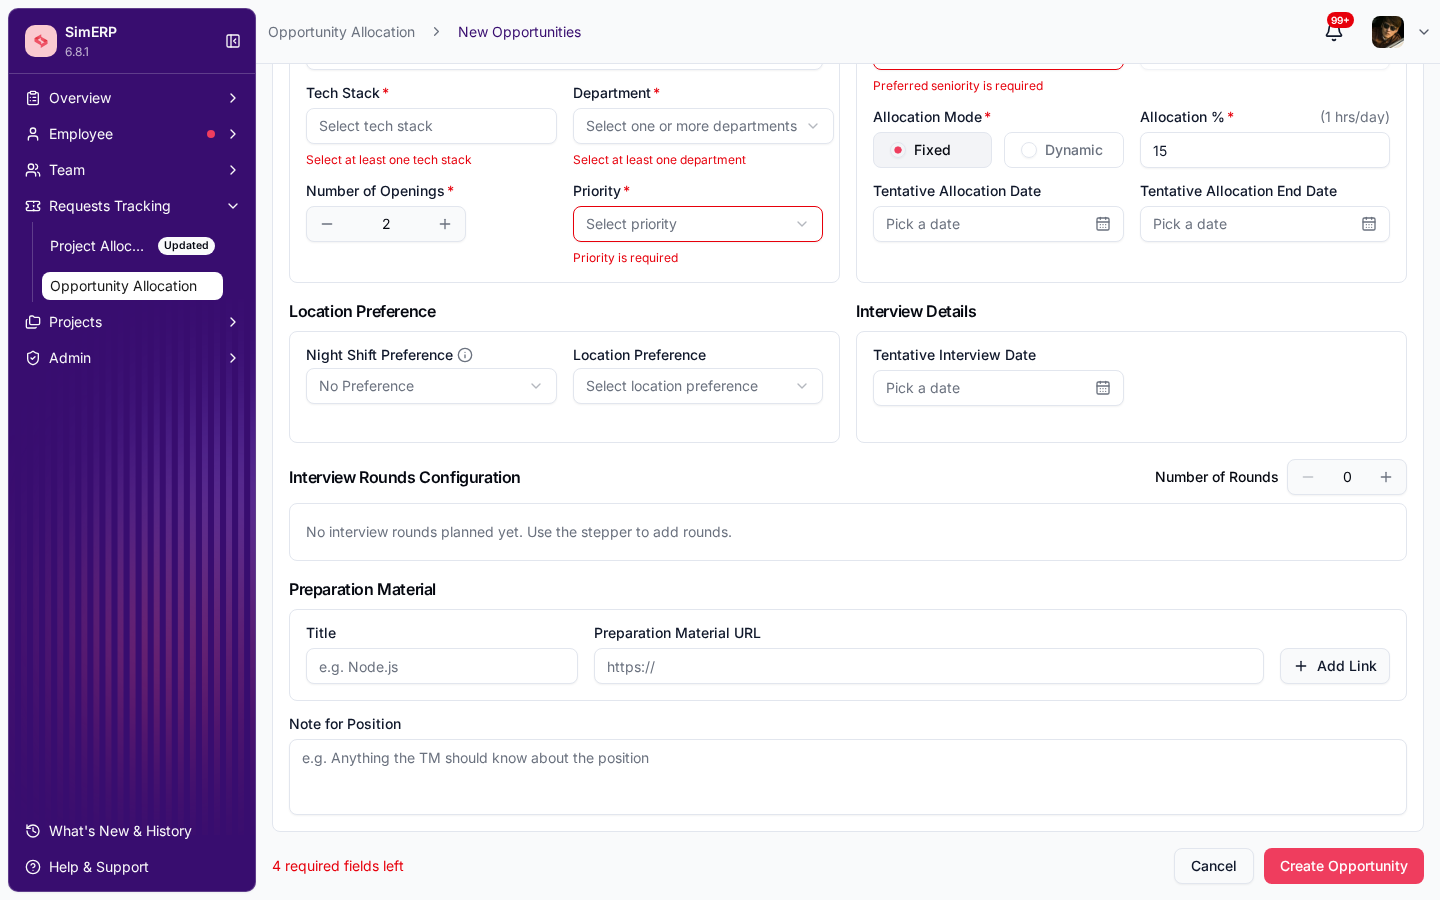 SimERP
6.8.1
Overview
Employee
Team
Requests Tracking
Project Alloc...
Updated
Opportunity Allocation
Projects
Admin
What's New & History
Help & Support
Opportunity Allocation
New Opportunities
99+
Preferred seniority is required
Tech Stack*
Department*
Select tech stack
Select one or more departments
Select at least one tech stack
Select at least one department
Number of Openings*
Priority*
2
Select priority
Priority is required
Allocation Mode*
Allocation %*
(1 hrs/day)
Fixed
Dynamic
15
Tentative Allocation Date
Tentative Allocation End Date
Pick a date
Pick a date
Location Preference
Night Shift Preference
Location Preference
No Preference
Select location preference
Interview Details
Tentative Interview Date
Pick a date
Interview Rounds Configuration
Number of Rounds
0
No interview rounds planned yet. Use the stepper to add rounds.
Preparation Material
Title
Preparation Material URL
e.g. Node.js
https://
Add Link
Note for Position
e.g. Anything the TM should know about the position
4 required fields left
Cancel
Create Opportunity